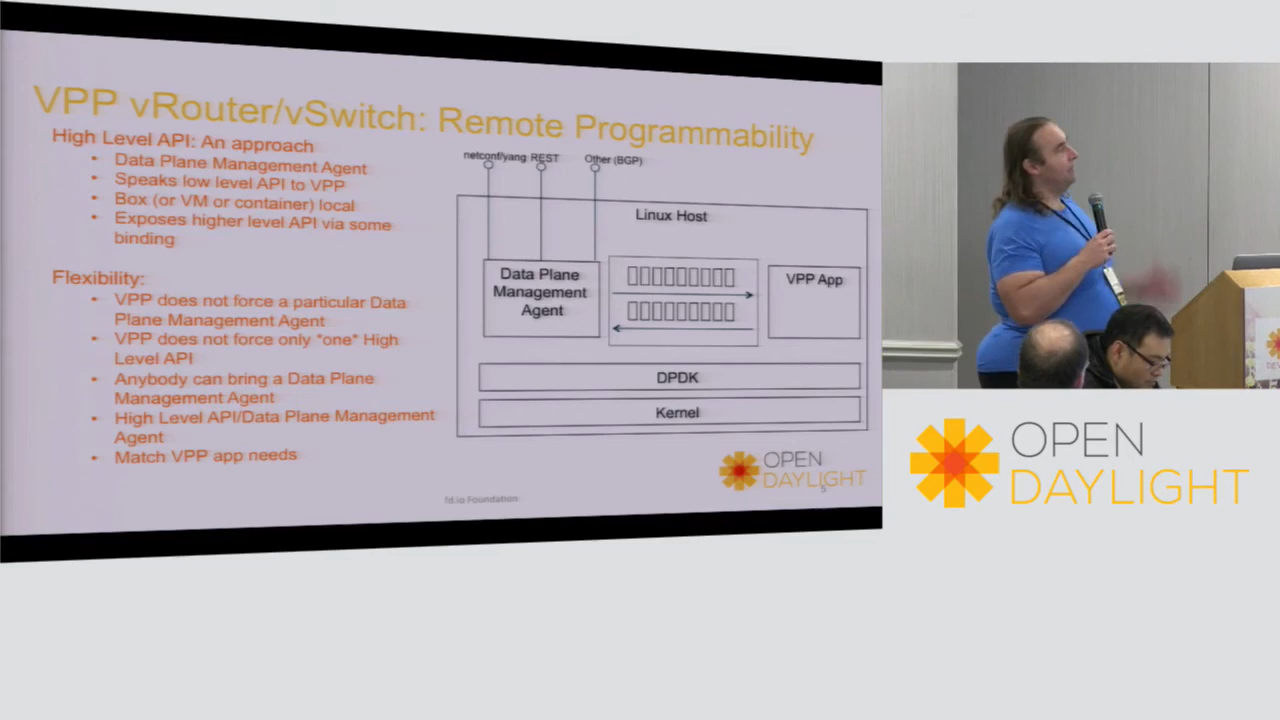 VPP vRouter/vSwitch: Remote Programmability
High Level API: An approach
• Data Plane Management Agent
• Speaks low level API to VPP
• Box (or VM or container) local
• Exposes higher level API via some
binding
Flexibility:
• VPP does not force a particular Data
Plane Management Agent
• VPP does not force only *one* High
Level API
• Anybody can bring a Data Plane
Management Agent
• High Level API/Data Plane Management
Agent
• Match VPP app needs
netconf/yang REST
Other (BGP)
Linux Host
Data Plane
Management
Agent
VPP App
DPDK
Kernel
fd.io Foundation
OPEN
DAYLIGHT
5
OPEN
DAYLIGHT